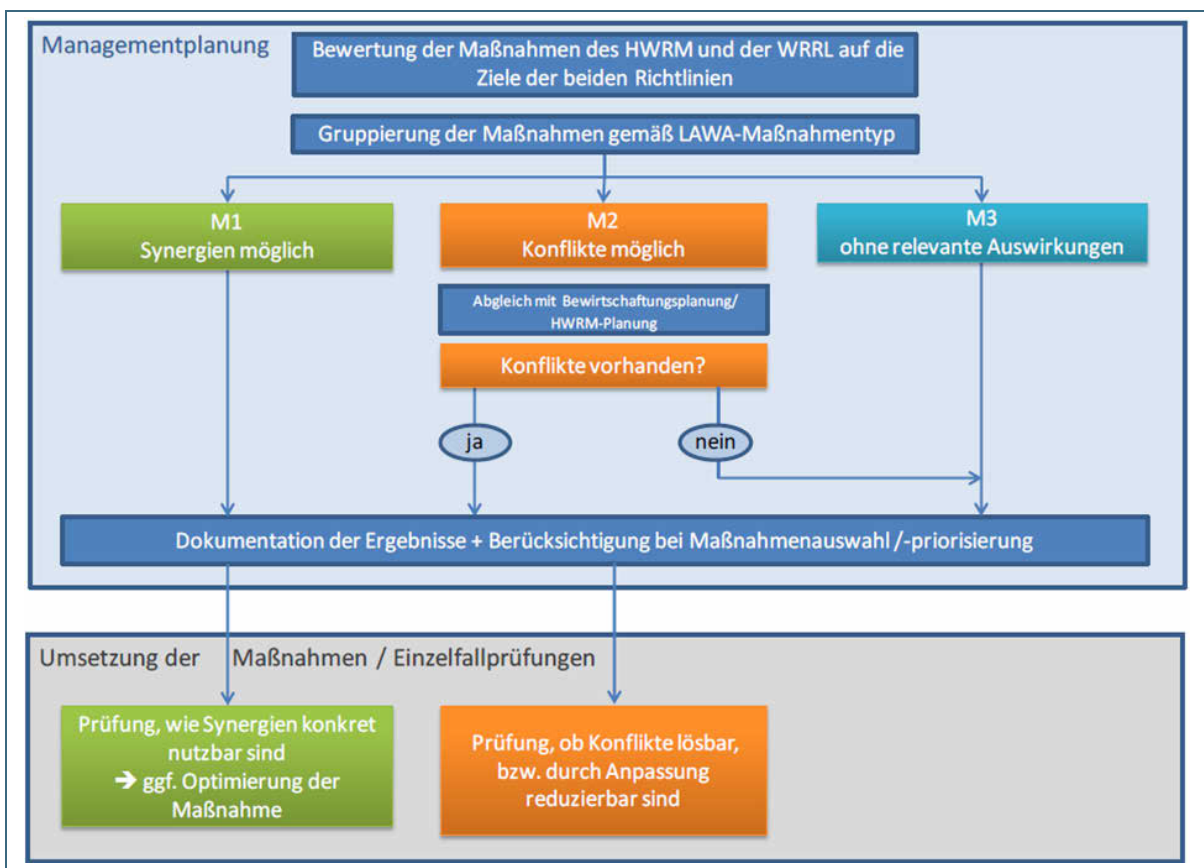 Managementplanung
Bewertung der Maßnahmen des HWRM und der WRRL auf die
Ziele der beiden Richtlinien
Gruppierung der Maßnahmen gemäß LAWA-Maßnahmentyp
M1
Synergien möglich
M2
Konflikte möglich
M3
ohne relevante Auswirkungen
Abgleich mit Bewirtschaftungsplanung/
HWRM-Planung
Konflikte vorhanden?
ja
nein
Dokumentation der Ergebnisse + Berücksichtigung bei Maßnahmenauswahl /-priorisierung
Umsetzung der Maßnahmen / Einzelfallprüfungen
Prüfung, wie Synergien konkret
nutzbar sind
➔ ggf. Optimierung der
Maßnahme
Prüfung, ob Konflikte lösbar,
bzw. durch Anpassung
reduzierbar sind